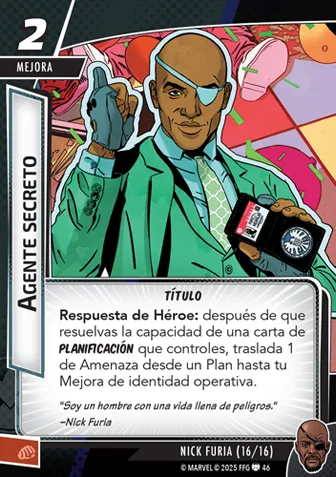 2
MEJORA
AGENTE SECRETO
TÍTULO
Respuesta de Héroe: después de que
resuelvas la capacidad de una carta de
PLANIFICACIÓN que controles, traslada 1
de Amenaza desde un Plan hasta tu
Mejora de identidad operativa.
"Soy un hombre con una vida llena de peligros."
–Nick Furia
NICK FURIA (16/16)
© MARVEL © 2025 FFG 46